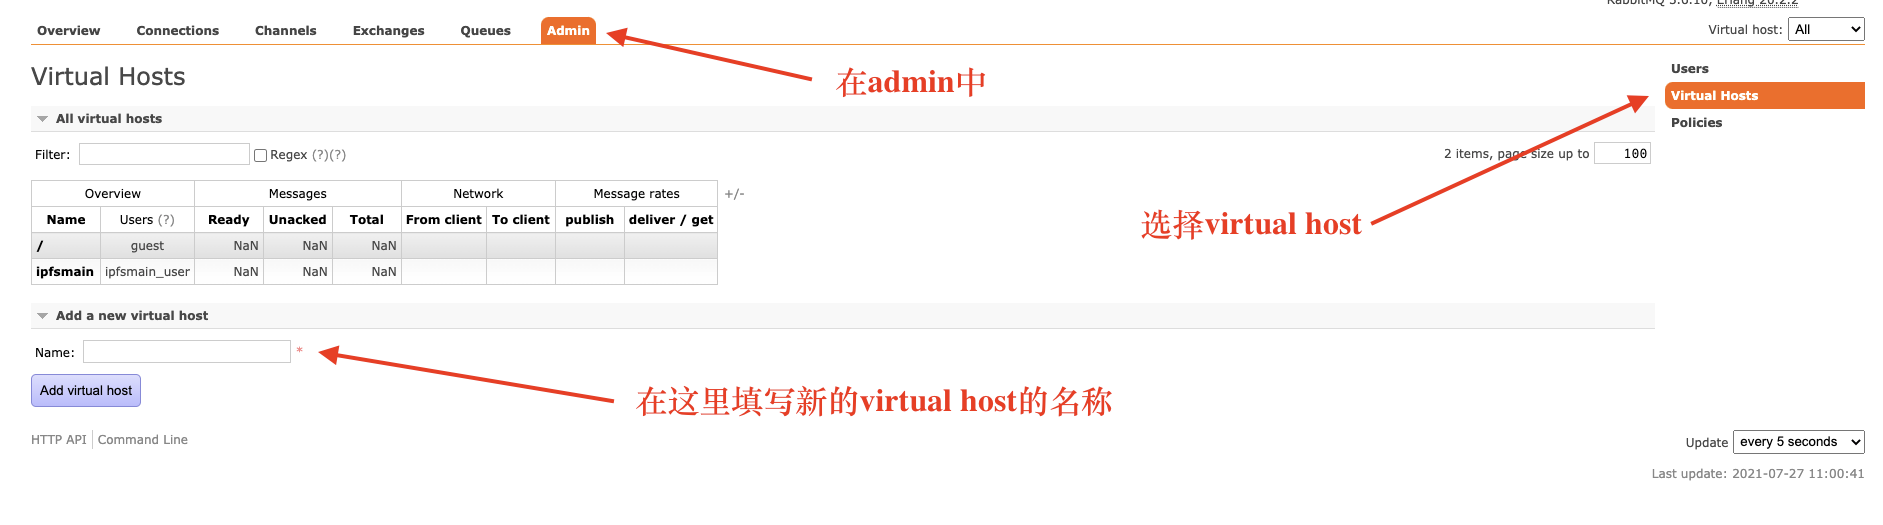 RabbitMQ 3.6.10, Erlang 20.2.2
Overview Connections Channels Exchanges Queues Admin
Virtual host: All
Virtual Hosts
在admin中
Users
Virtual Hosts
Policies
All virtual hosts
Filter: Regex (?)(?)
2 items, page size up to 100
Overview Messages Network Message rates +/-
Name Users (?) Ready Unacked Total From client To client publish deliver / get
/ guest NaN NaN NaN
ipfsmain ipfsmain_user NaN NaN NaN
选择virtual host
Add a new virtual host
Name: *
Add virtual host
在这里填写新的virtual host的名称
HTTP API Command Line
Update every 5 seconds
Last update: 2021-07-27 11:00:41